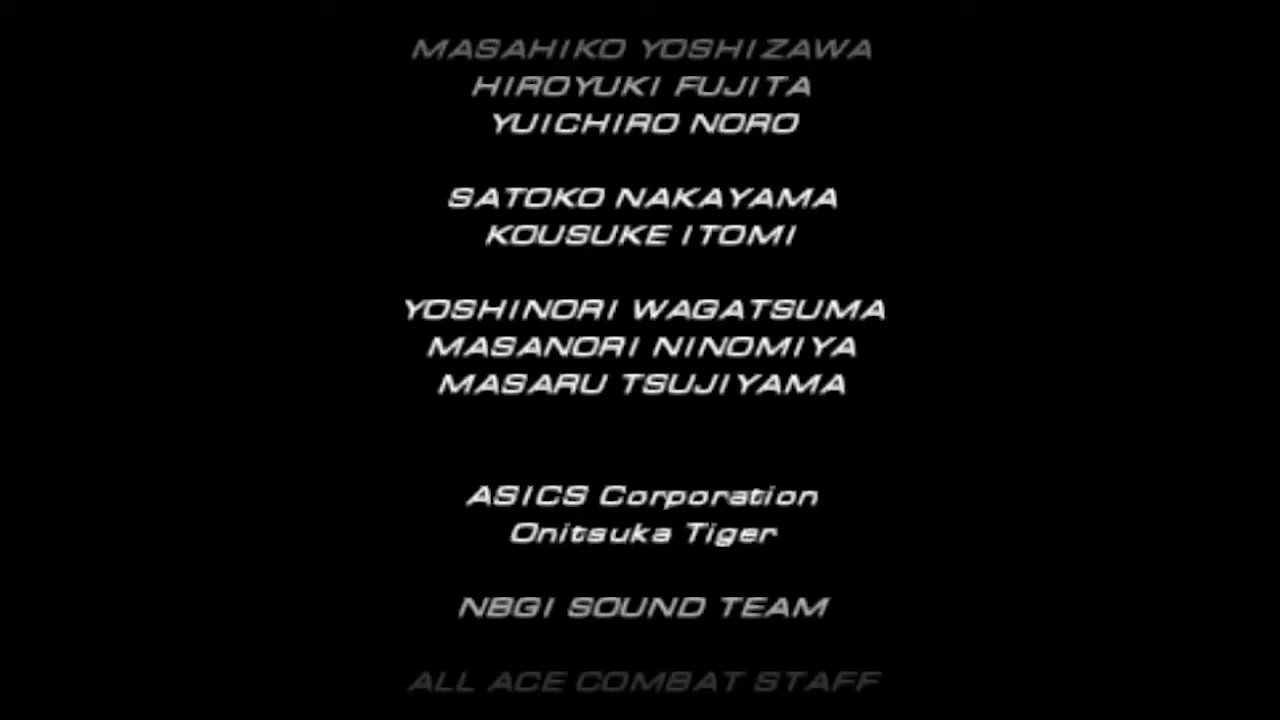 MASAHIKO YOSHIZAWA
HIROYUKI FUJITA
YUICHIRO NORO
SATOKO NAKAYAMA
KOUSUKE ITOMI
YOSHINORI WAGATSUMA
MASANORI NINOMIYA
MASARU TSUJIYAMA
ASICS Corporation
Onitsuka Tiger
NBGI SOUND TEAM
ALL ACE COMBAT STAFF